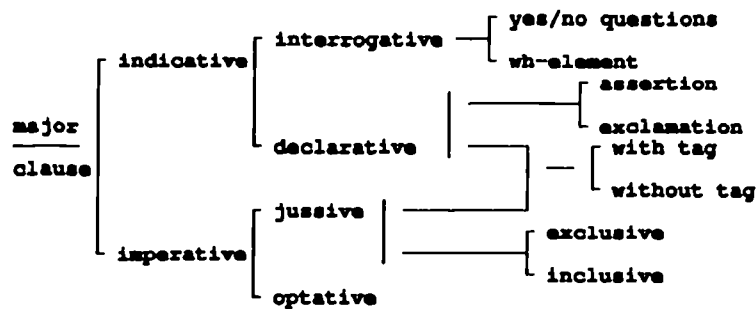 yes/no questions
interrogative
indicative
wh-element
assertion
major
exclamation
clause
declarative
with tag
without tag
jussive
exclusive
imperative
inclusive
optative